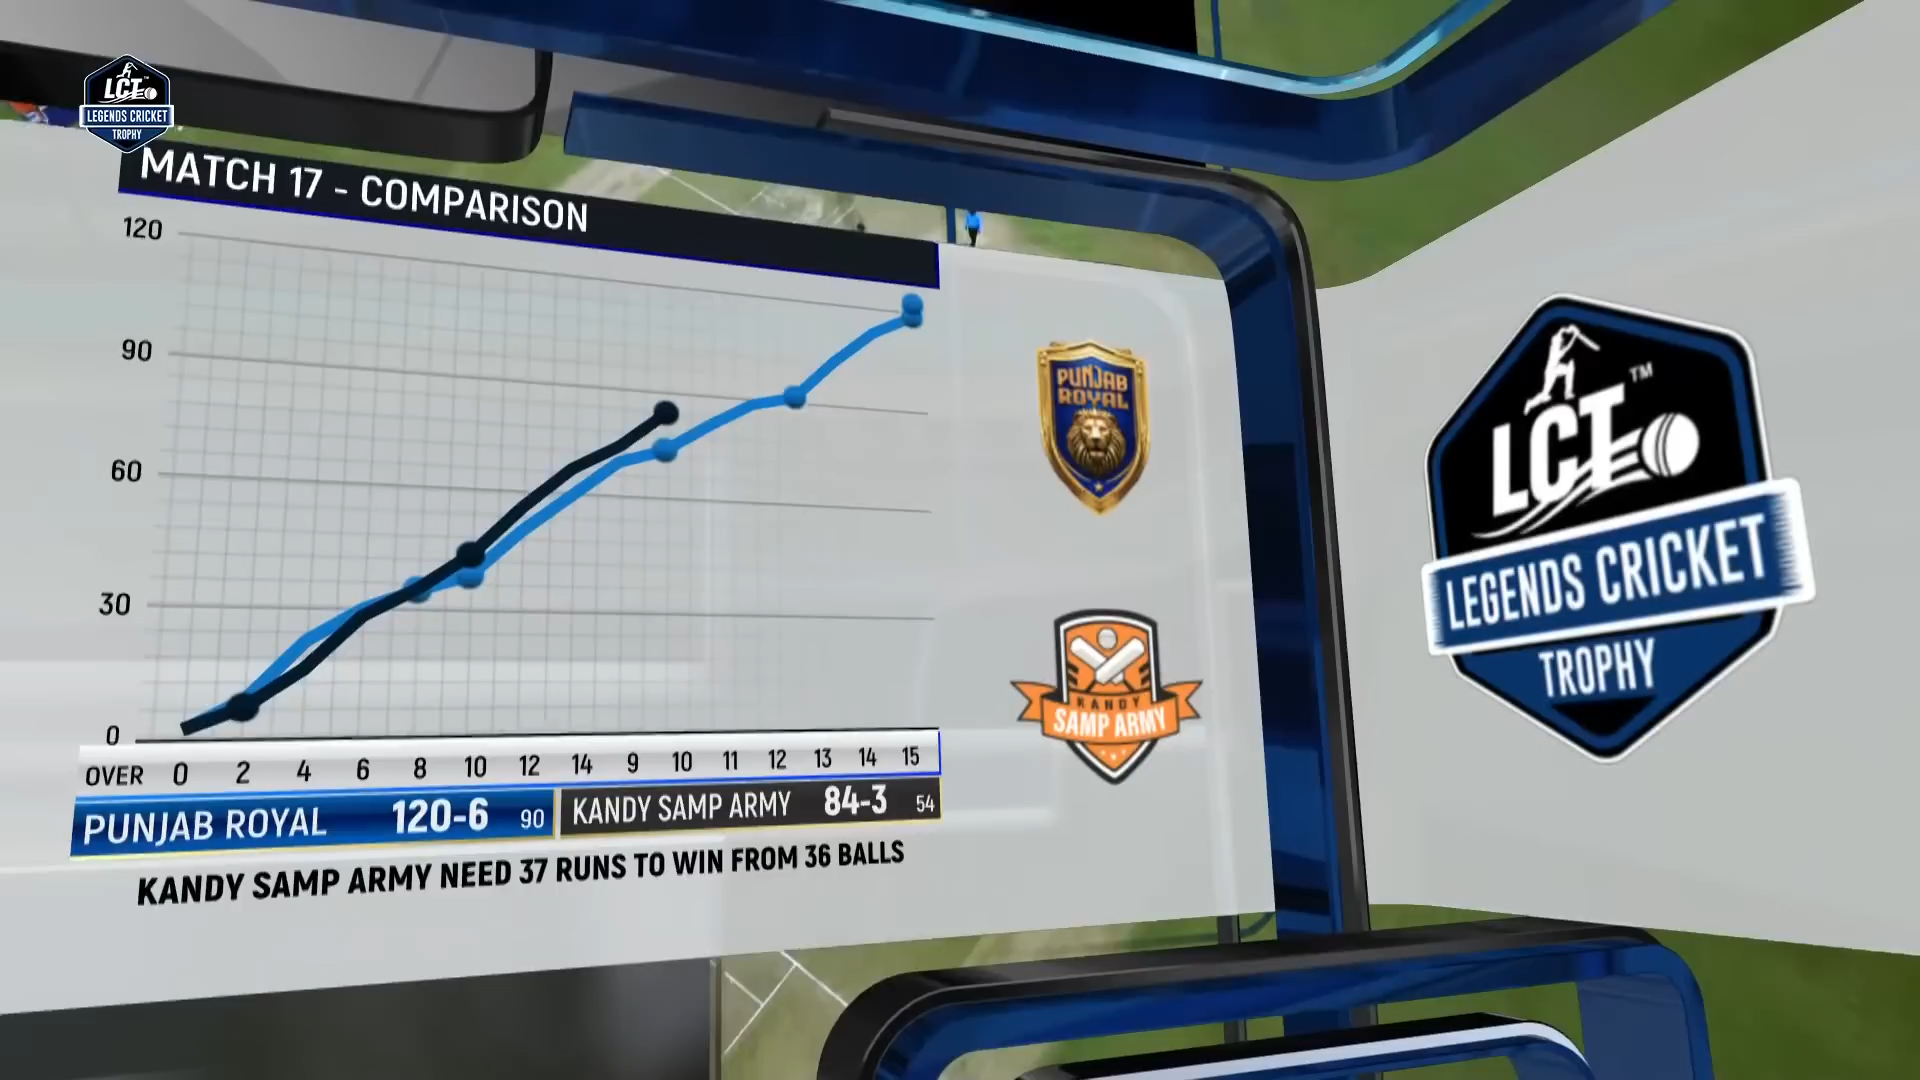 LCT™
LEGENDS CRICKET
TROPHY
MATCH 17 - COMPARISON
120
90
60
30
0
OVER 0 2 4 6 8 10 12 14 9 10 11 12 13 14 15
PUNJAB ROYAL 120-6 90 KANDY SAMP ARMY 84-3 54
KANDY SAMP ARMY NEED 37 RUNS TO WIN FROM 36 BALLS
PUNJAB
ROYAL
KANDY
SAMP ARMY
LCT™
LEGENDS CRICKET
TROPHY